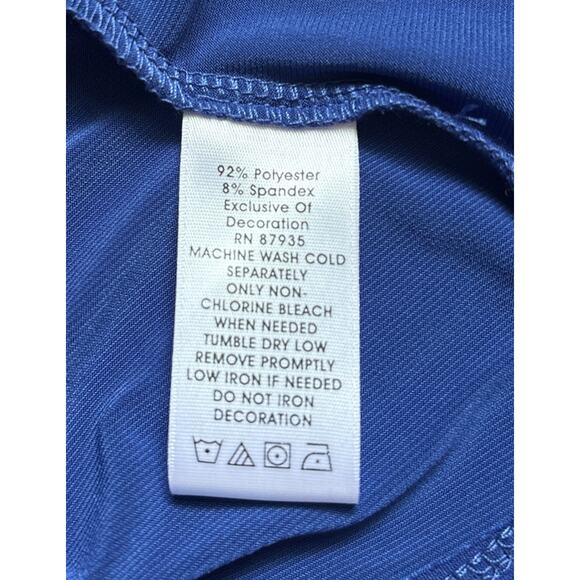 92% Polyester
8% Spandex
Exclusive Of
Decoration
RN 87935
MACHINE WASH COLD
SEPARATELY
ONLY NON-
CHLORINE BLEACH
WHEN NEEDED
TUMBLE DRY LOW
REMOVE PROMPTLY
LOW IRON IF NEEDED
DO NOT IRON
DECORATION